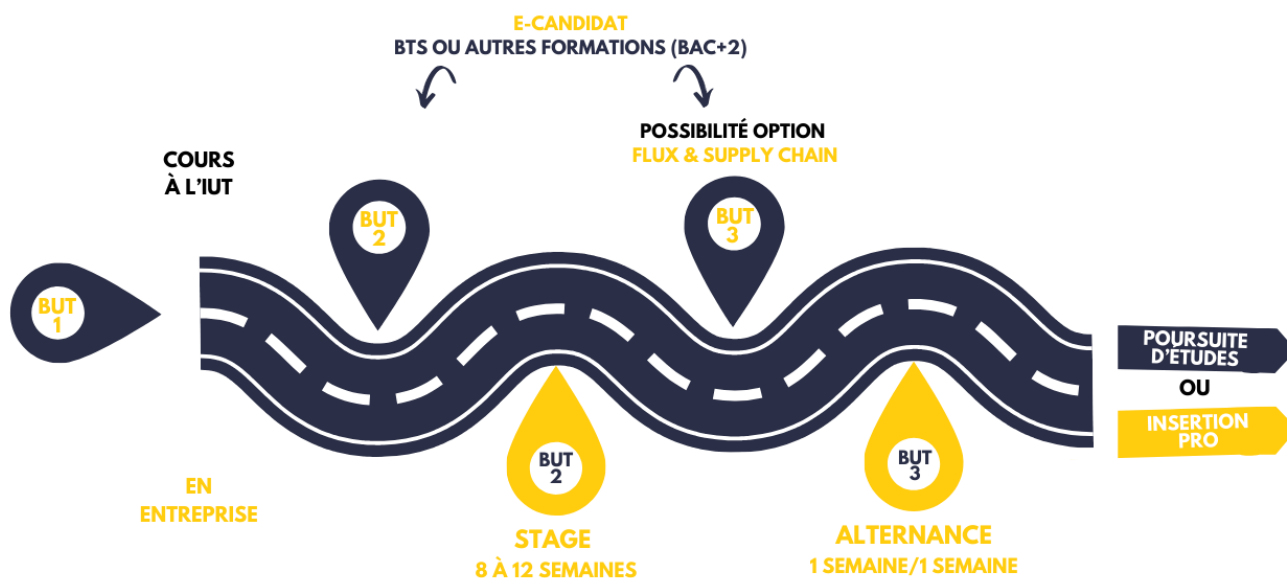 E-CANDIDAT
BTS OU AUTRES FORMATIONS (BAC+2)
POSSIBILITÉ OPTION
FLUX & SUPPLY CHAIN
COURS
À L'IUT
BUT
2
BUT
3
BUT
1
POURSUITE
D'ÉTUDES
OU
INSERTION
PRO
BUT
2
BUT
3
EN
ENTREPRISE
STAGE
8 À 12 SEMAINES
ALTERNANCE
1 SEMAINE/1 SEMAINE